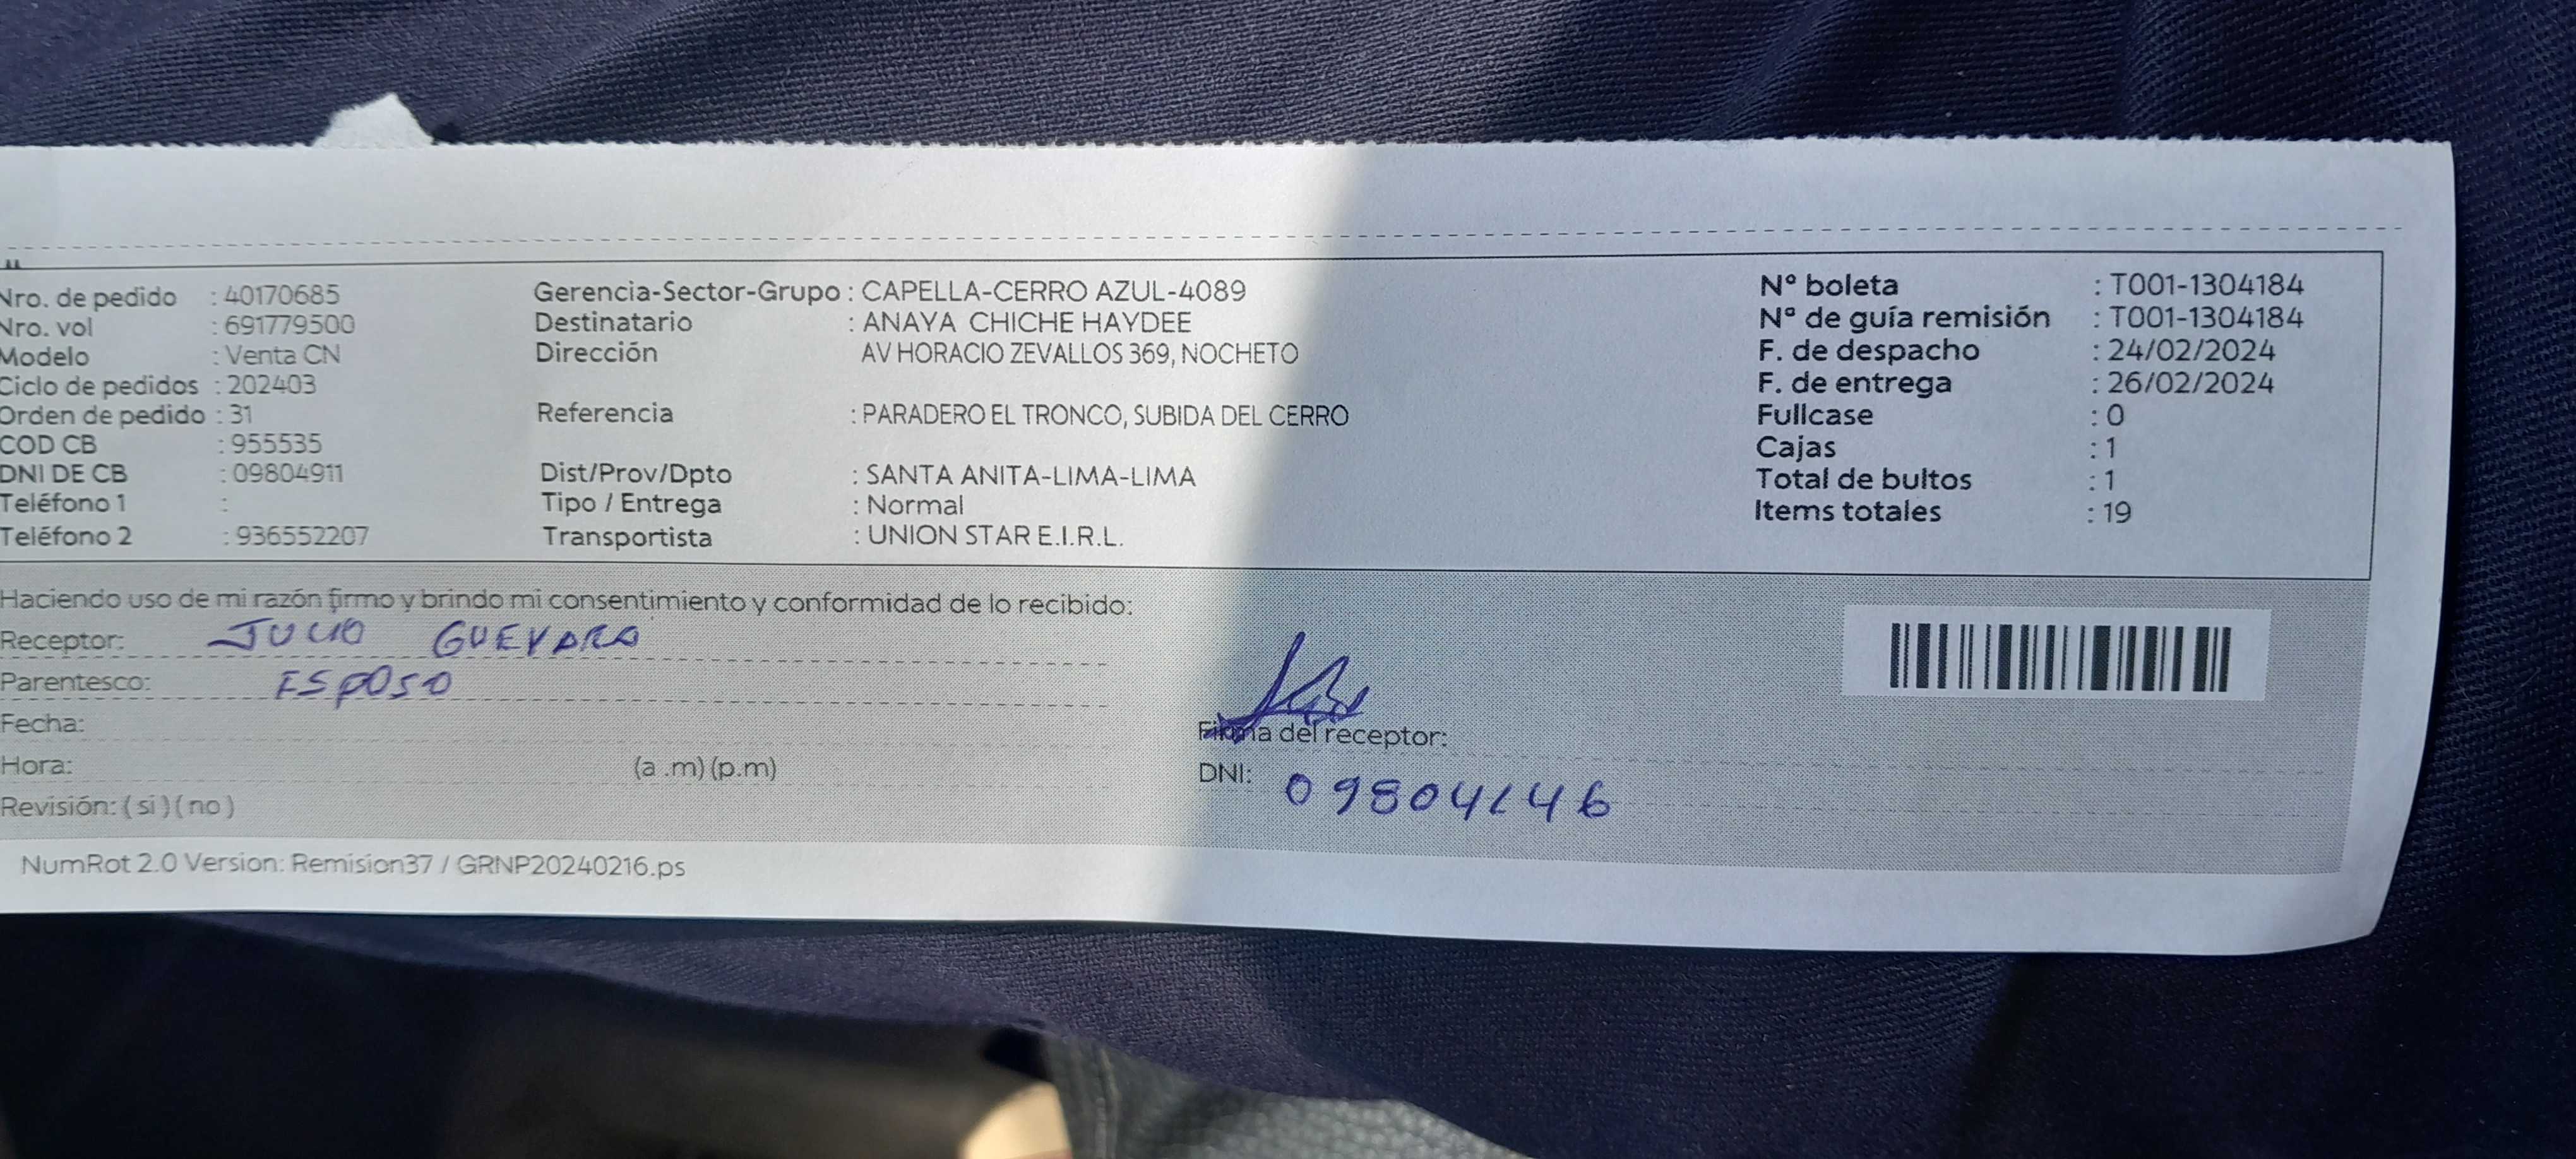 Nro. de pedido : 40170685
Nro. vol : 691779500
Modelo : Venta CN
Ciclo de pedidos : 202403
Orden de pedido : 31
COD CB : 955535
DNI DE CB : 09804911
Teléfono 1 :
Teléfono 2 : 936552207
Gerencia-Sector-Grupo : CAPELLA-CERRO AZUL-4089
Destinatario : ANAYA CHICHE HAYDEE
Dirección AV HORACIO ZEVALLOS 369, NOCHETO
Referencia : PARADERO EL TRONCO, SUBIDA DEL CERRO
Dist/Prov/Dpto : SANTA ANITA-LIMA-LIMA
Tipo / Entrega : Normal
Transportista : UNION STAR E.I.R.L.
Nº boleta : T001-1304184
Nº de guía remisión : T001-1304184
F. de despacho : 24/02/2024
F. de entrega : 26/02/2024
Fullcase : 0
Cajas : 1
Total de bultos : 1
Items totales : 19
Haciendo uso de mi razón firmo y brindo mi consentimiento y conformidad de lo recibido:
Receptor: JULIO GUEVARA
Parentesco: ESPOSO
Fecha:
Hora: (a .m) (p.m)
Revisión: ( si ) ( no )
Firma del receptor:
DNI: 09804146
NumRot 2.0 Version: Remision37 / GRNP20240216.ps